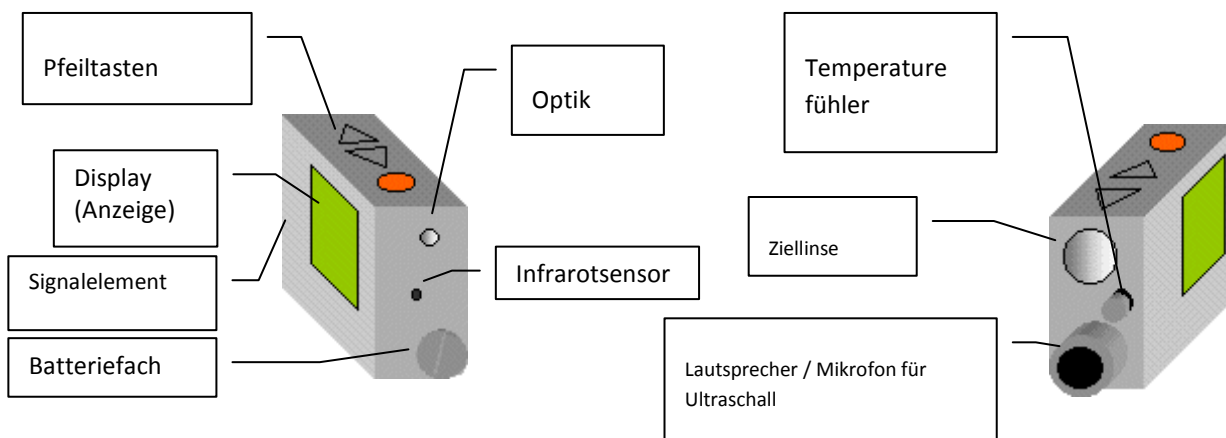 Pfeiltasten
Optik
Display
(Anzeige)
Signalelement
Infrarotsensor
Batteriefach
Temperature
fühler
Ziellinse
Lautsprecher / Mikrofon für
Ultraschall